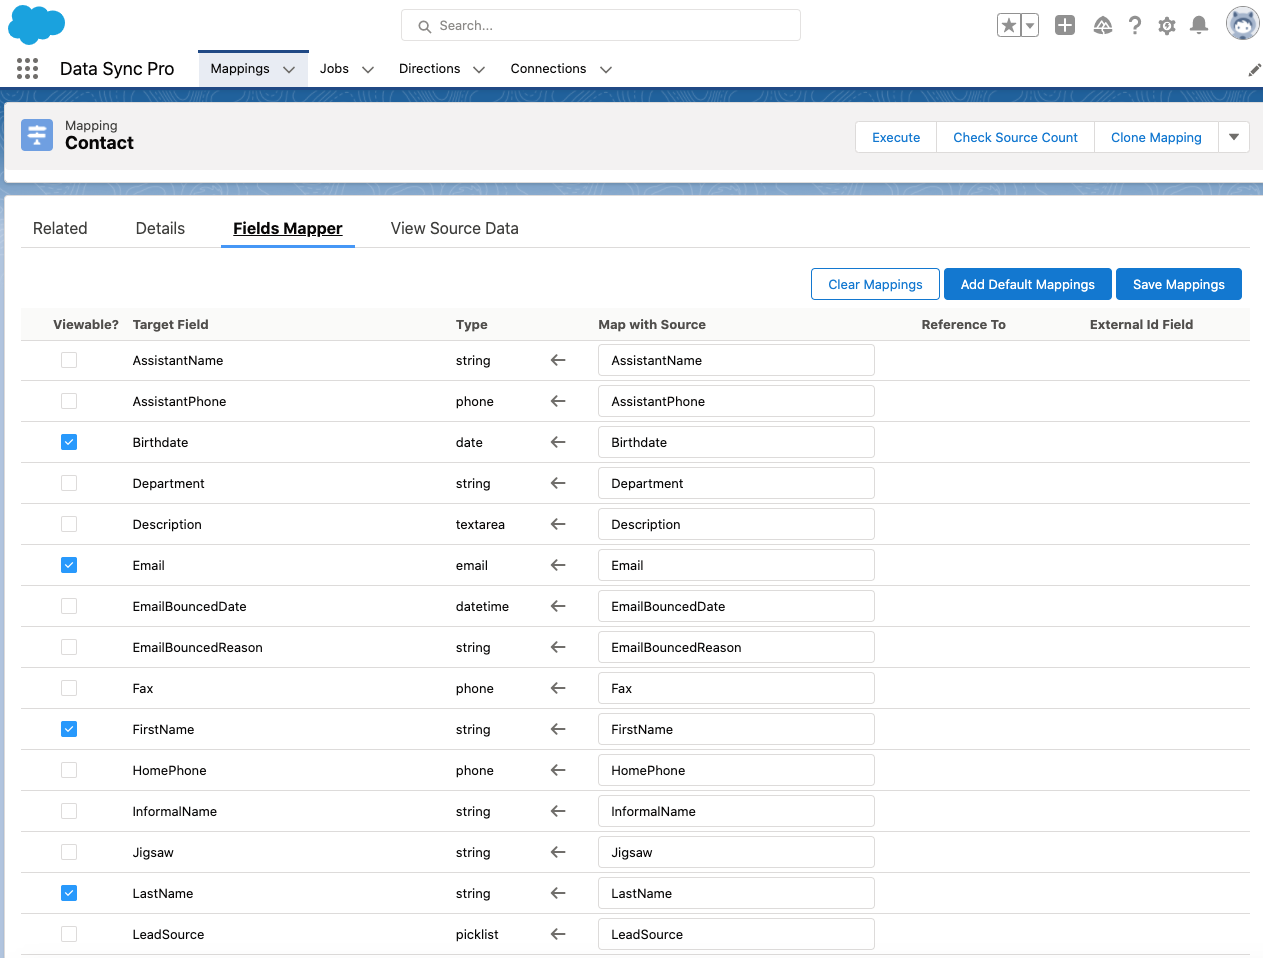 Search...
Data Sync Pro Mappings Jobs Directions Connections
Mapping
Contact
Execute Check Source Count Clone Mapping
Related Details Fields Mapper View Source Data
Clear Mappings Add Default Mappings Save Mappings
Viewable? Target Field Type Map with Source Reference To External Id Field
AssistantName string AssistantName
AssistantPhone phone AssistantPhone
Birthdate date Birthdate
Department string Department
Description textarea Description
Email email Email
EmailBouncedDate datetime EmailBouncedDate
EmailBouncedReason string EmailBouncedReason
Fax phone Fax
FirstName string FirstName
HomePhone phone HomePhone
InformalName string InformalName
Jigsaw string Jigsaw
LastName string LastName
LeadSource picklist LeadSource